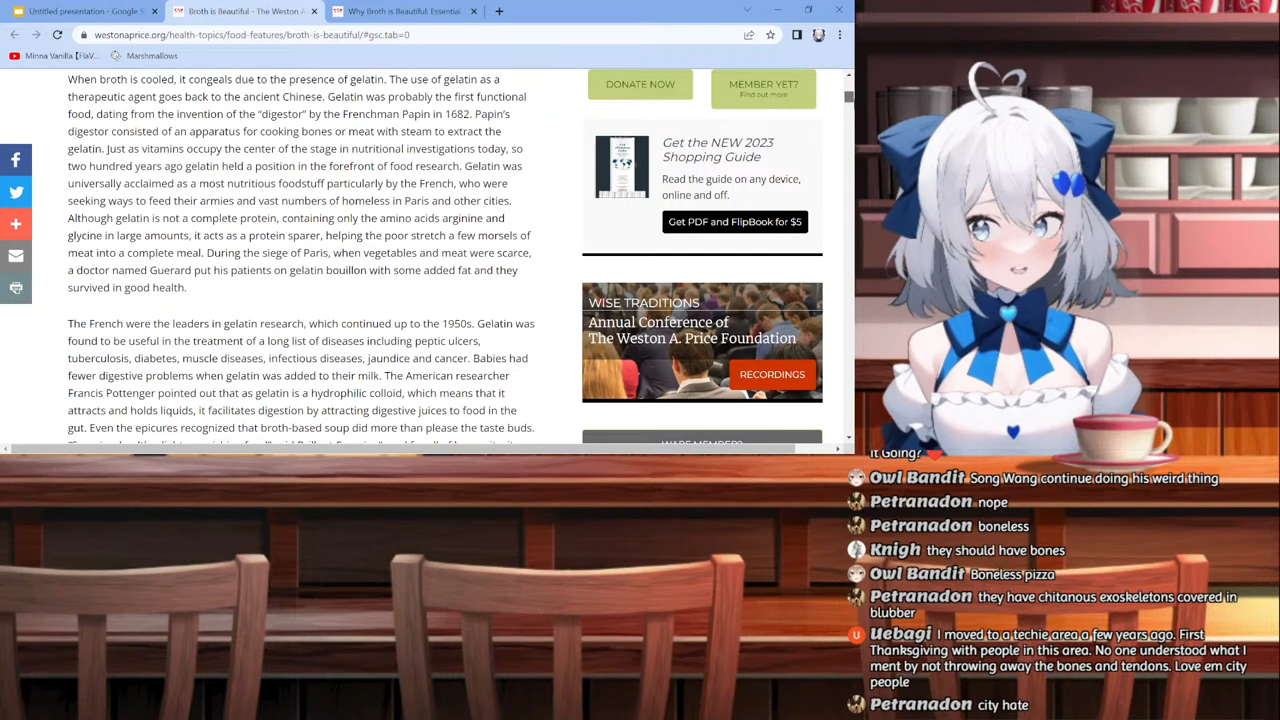 Untitled presentation - Google S
Broth is Beautiful - The Weston A
Why Broth is Beautiful: Essential
westonaprice.org/health-topics/food-features/broth-is-beautiful/#gsc.tab=0
Minna Vanilla【FlaV...
Marshmallows
When broth is cooled, it congeals due to the presence of gelatin. The use of gelatin as a
therapeutic agent goes back to the ancient Chinese. Gelatin was probably the first functional
food, dating from the invention of the “digestor” by the Frenchman Papin in 1682. Papin’s
digestor consisted of an apparatus for cooking bones or meat with steam to extract the
gelatin. Just as vitamins occupy the center of the stage in nutritional investigations today, so
two hundred years ago gelatin held a position in the forefront of food research. Gelatin was
universally acclaimed as a most nutritious foodstuff particularly by the French, who were
seeking ways to feed their armies and vast numbers of homeless in Paris and other cities.
Although gelatin is not a complete protein, containing only the amino acids arginine and
glycine in large amounts, it acts as a protein sparer, helping the poor stretch a few morsels of
meat into a complete meal. During the siege of Paris, when vegetables and meat were scarce,
a doctor named Guerard put his patients on gelatin bouillon with some added fat and they
survived in good health.
The French were the leaders in gelatin research, which continued up to the 1950s. Gelatin was
found to be useful in the treatment of a long list of diseases including peptic ulcers,
tuberculosis, diabetes, muscle diseases, infectious diseases, jaundice and cancer. Babies had
fewer digestive problems when gelatin was added to their milk. The American researcher
Francis Pottenger pointed out that as gelatin is a hydrophilic colloid, which means that it
attracts and holds liquids, it facilitates digestion by attracting digestive juices to food in the
gut. Even the epicures recognized that broth-based soup did more than please the taste buds.
DONATE NOW
MEMBER YET?
Find out more
Get the NEW 2023
Shopping Guide
Read the guide on any device,
online and off.
Get PDF and FlipBook for $5
WISE TRADITIONS
Annual Conference of
The Weston A. Price Foundation
RECORDINGS
it Going?
Owl Bandit Song Wang continue doing his weird thing
Petranadon nope
Petranadon boneless
Knigh they should have bones
Owl Bandit Boneless pizza
Petranadon they have chitanous exoskeletons covered in
blubber
Uebagi I moved to a techie area a few years ago. First
Thanksgiving with people in this area. No one understood what I
ment by not throwing away the bones and tendons. Love em city
people
Petranadon city hate